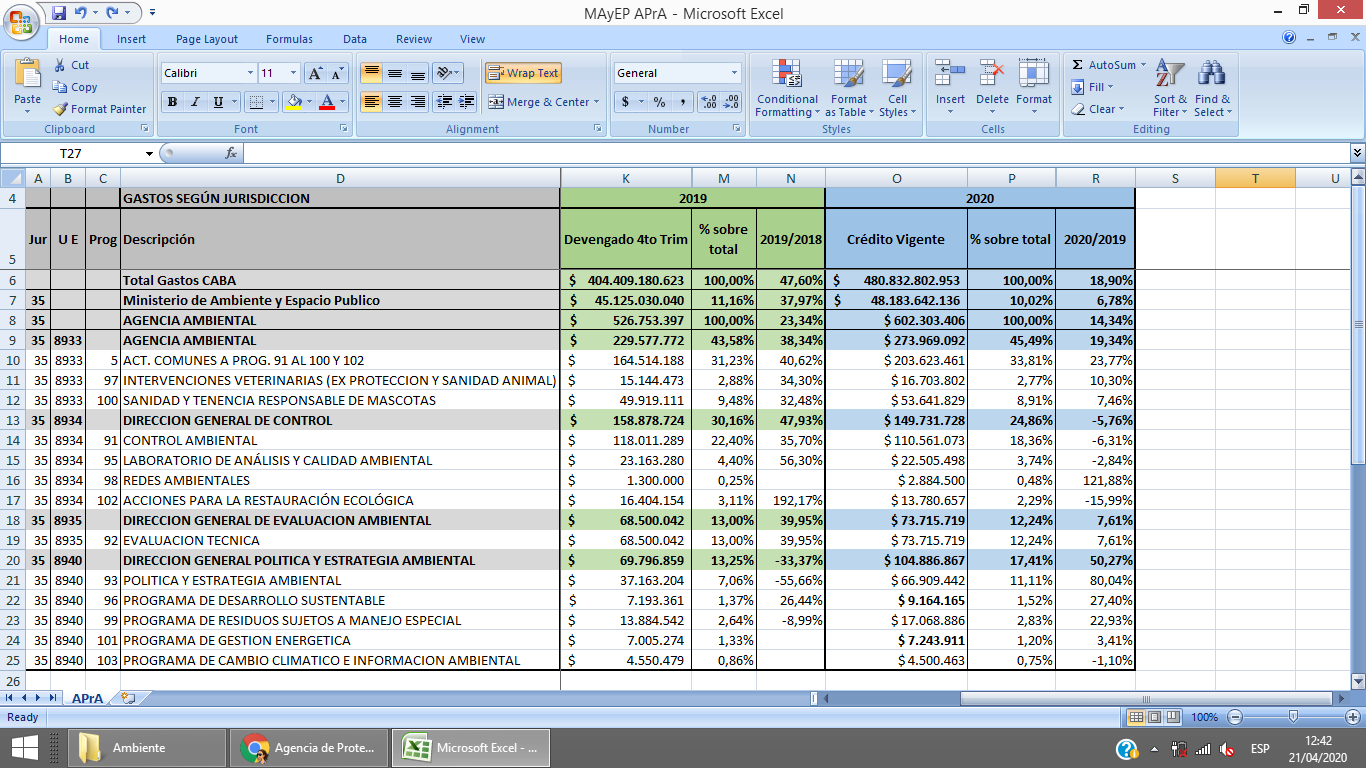 MAyEP APrA - Microsoft Excel
Home Insert Page Layout Formulas Data Review View
Paste Cut Copy Format Painter Clipboard
Calibri 11 B I U Font
Wrap Text Merge & Center Alignment
General $ % , Number
Conditional Formatting Format as Table Cell Styles Styles
Insert Delete Format Cells
Σ AutoSum Fill Clear Sort & Filter Find & Select Editing
T27 fx
A B C D K M N O P R S T U
4 GASTOS SEGÚN JURISDICCION 2019 2020
5 Jur U E Prog Descripción Devengado 4to Trim % sobre total 2019/2018 Crédito Vigente % sobre total 2020/2019
6 Total Gastos CABA $ 404.409.180.623 100,00% 47,60% $ 480.832.802.953 100,00% 18,90%
7 35 Ministerio de Ambiente y Espacio Publico $ 45.125.030.040 11,16% 37,97% $ 48.183.642.136 10,02% 6,78%
8 35 AGENCIA AMBIENTAL $ 526.753.397 100,00% 23,34% $ 602.303.406 100,00% 14,34%
9 35 8933 AGENCIA AMBIENTAL $ 229.577.772 43,58% 38,34% $ 273.969.092 45,49% 19,34%
10 35 8933 5 ACT. COMUNES A PROG. 91 AL 100 Y 102 $ 164.514.188 31,23% 40,62% $ 203.623.461 33,81% 23,77%
11 35 8933 97 INTERVENCIONES VETERINARIAS (EX PROTECCION Y SANIDAD ANIMAL) $ 15.144.473 2,88% 34,30% $ 16.703.802 2,77% 10,30%
12 35 8933 100 SANIDAD Y TENENCIA RESPONSABLE DE MASCOTAS $ 49.919.111 9,48% 32,48% $ 53.641.829 8,91% 7,46%
13 35 8934 DIRECCION GENERAL DE CONTROL $ 158.878.724 30,16% 47,93% $ 149.731.728 24,86% -5,76%
14 35 8934 91 CONTROL AMBIENTAL $ 118.011.289 22,40% 35,70% $ 110.561.073 18,36% -6,31%
15 35 8934 95 LABORATORIO DE ANÁLISIS Y CALIDAD AMBIENTAL $ 23.163.280 4,40% 56,30% $ 22.505.498 3,74% -2,84%
16 35 8934 98 REDES AMBIENTALES $ 1.300.000 0,25% $ 2.884.500 0,48% 121,88%
17 35 8934 102 ACCIONES PARA LA RESTAURACIÓN ECOLÓGICA $ 16.404.154 3,11% 192,17% $ 13.780.657 2,29% -15,99%
18 35 8935 DIRECCION GENERAL DE EVALUACION AMBIENTAL $ 68.500.042 13,00% 39,95% $ 73.715.719 12,24% 7,61%
19 35 8935 92 EVALUACION TECNICA $ 68.500.042 13,00% 39,95% $ 73.715.719 12,24% 7,61%
20 35 8940 DIRECCION GENERAL POLITICA Y ESTRATEGIA AMBIENTAL $ 69.796.859 13,25% -33,37% $ 104.886.867 17,41% 50,27%
21 35 8940 93 POLITICA Y ESTRATEGIA AMBIENTAL $ 37.163.204 7,06% -55,66% $ 66.909.442 11,11% 80,04%
22 35 8940 96 PROGRAMA DE DESARROLLO SUSTENTABLE $ 7.193.361 1,37% 26,44% $ 9.164.165 1,52% 27,40%
23 35 8940 99 PROGRAMA DE RESIDUOS SUJETOS A MANEJO ESPECIAL $ 13.884.542 2,64% -8,99% $ 17.068.886 2,83% 22,93%
24 35 8940 101 PROGRAMA DE GESTION ENERGETICA $ 7.005.274 1,33% $ 7.243.911 1,20% 3,41%
25 35 8940 103 PROGRAMA DE CAMBIO CLIMATICO E INFORMACION AMBIENTAL $ 4.550.479 0,86% $ 4.500.463 0,75% -1,10%
26
APrA
Ready 100%
Ambiente Agencia de Prote... Microsoft Excel - ... ESP 12:42
21/04/2020